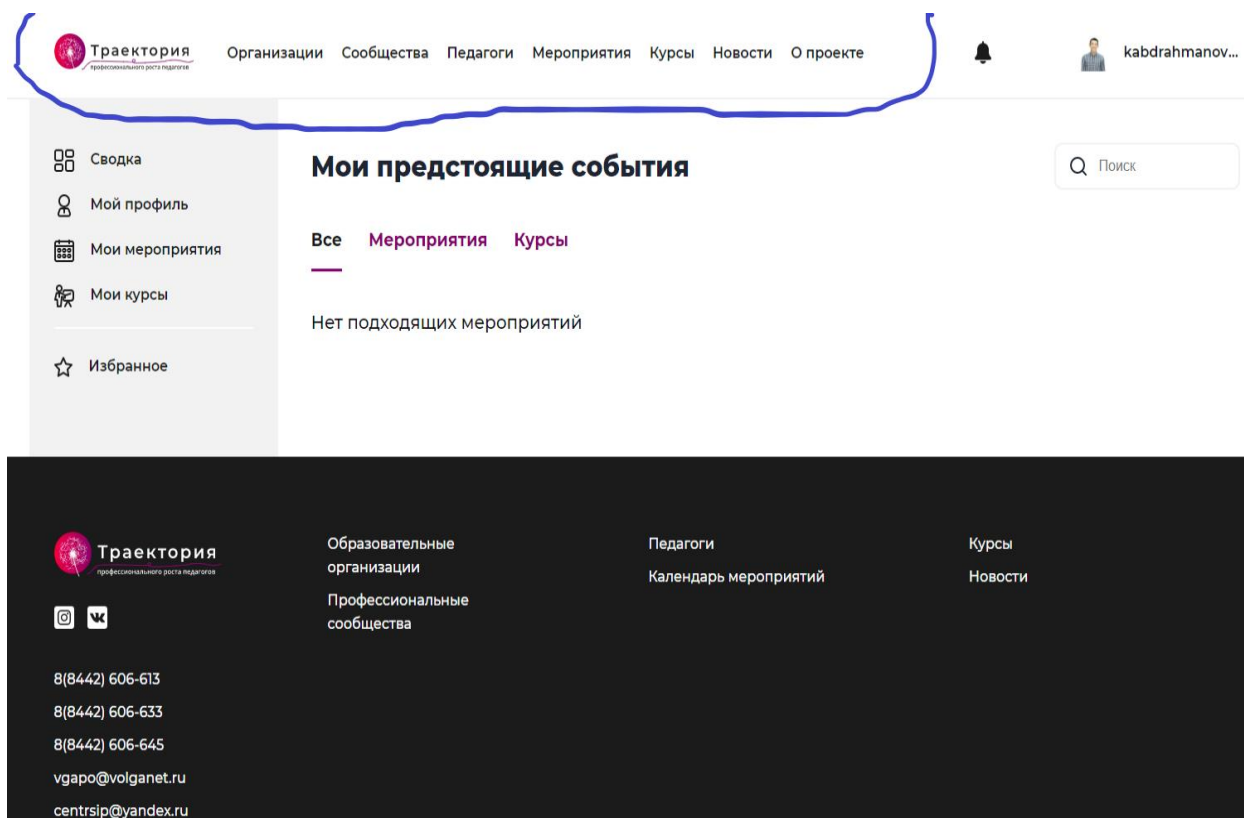 Траектория
профессионального роста педагогов
Организации Сообщества Педагоги Мероприятия Курсы Новости О проекте
kabdrahmanov...
Сводка
Мой профиль
Мои мероприятия
Мои курсы
Избранное
Мои предстоящие события
Поиск
Все Мероприятия Курсы
Нет подходящих мероприятий
Траектория
профессионального роста педагогов
8(8442) 606-613
8(8442) 606-633
8(8442) 606-645
vgapo@volganet.ru
centrsip@yandex.ru
Образовательные
организации
Профессиональные
сообщества
Педагоги
Календарь мероприятий
Курсы
Новости